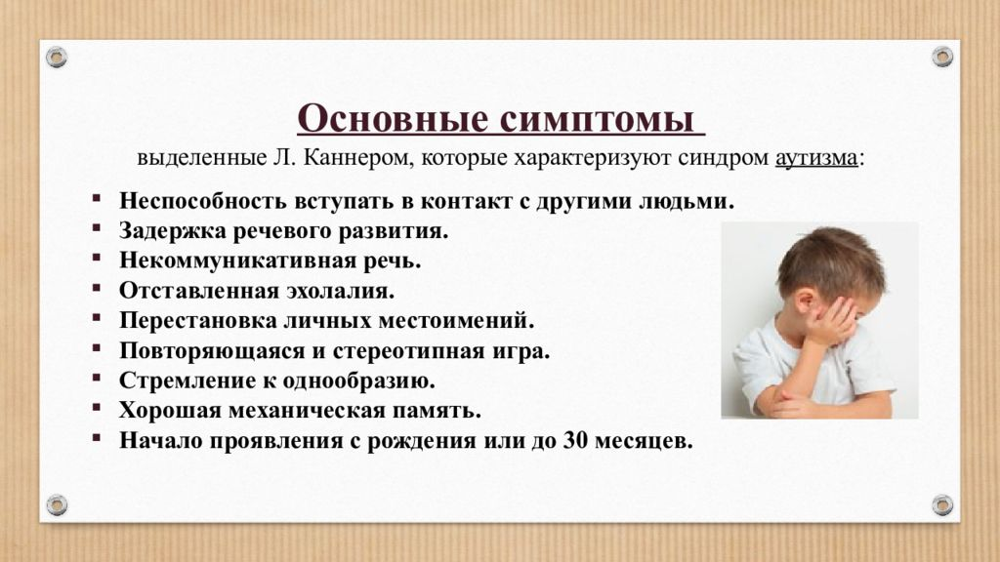 Основные симптомы
выделенные Л. Каннером, которые характеризуют синдром аутизма:
▪ Неспособность вступать в контакт с другими людьми.
▪ Задержка речевого развития.
▪ Некоммуникативная речь.
▪ Отставленная эхолалия.
▪ Перестановка личных местоимений.
▪ Повторяющаяся и стереотипная игра.
▪ Стремление к однообразию.
▪ Хорошая механическая память.
▪ Начало проявления с рождения или до 30 месяцев.